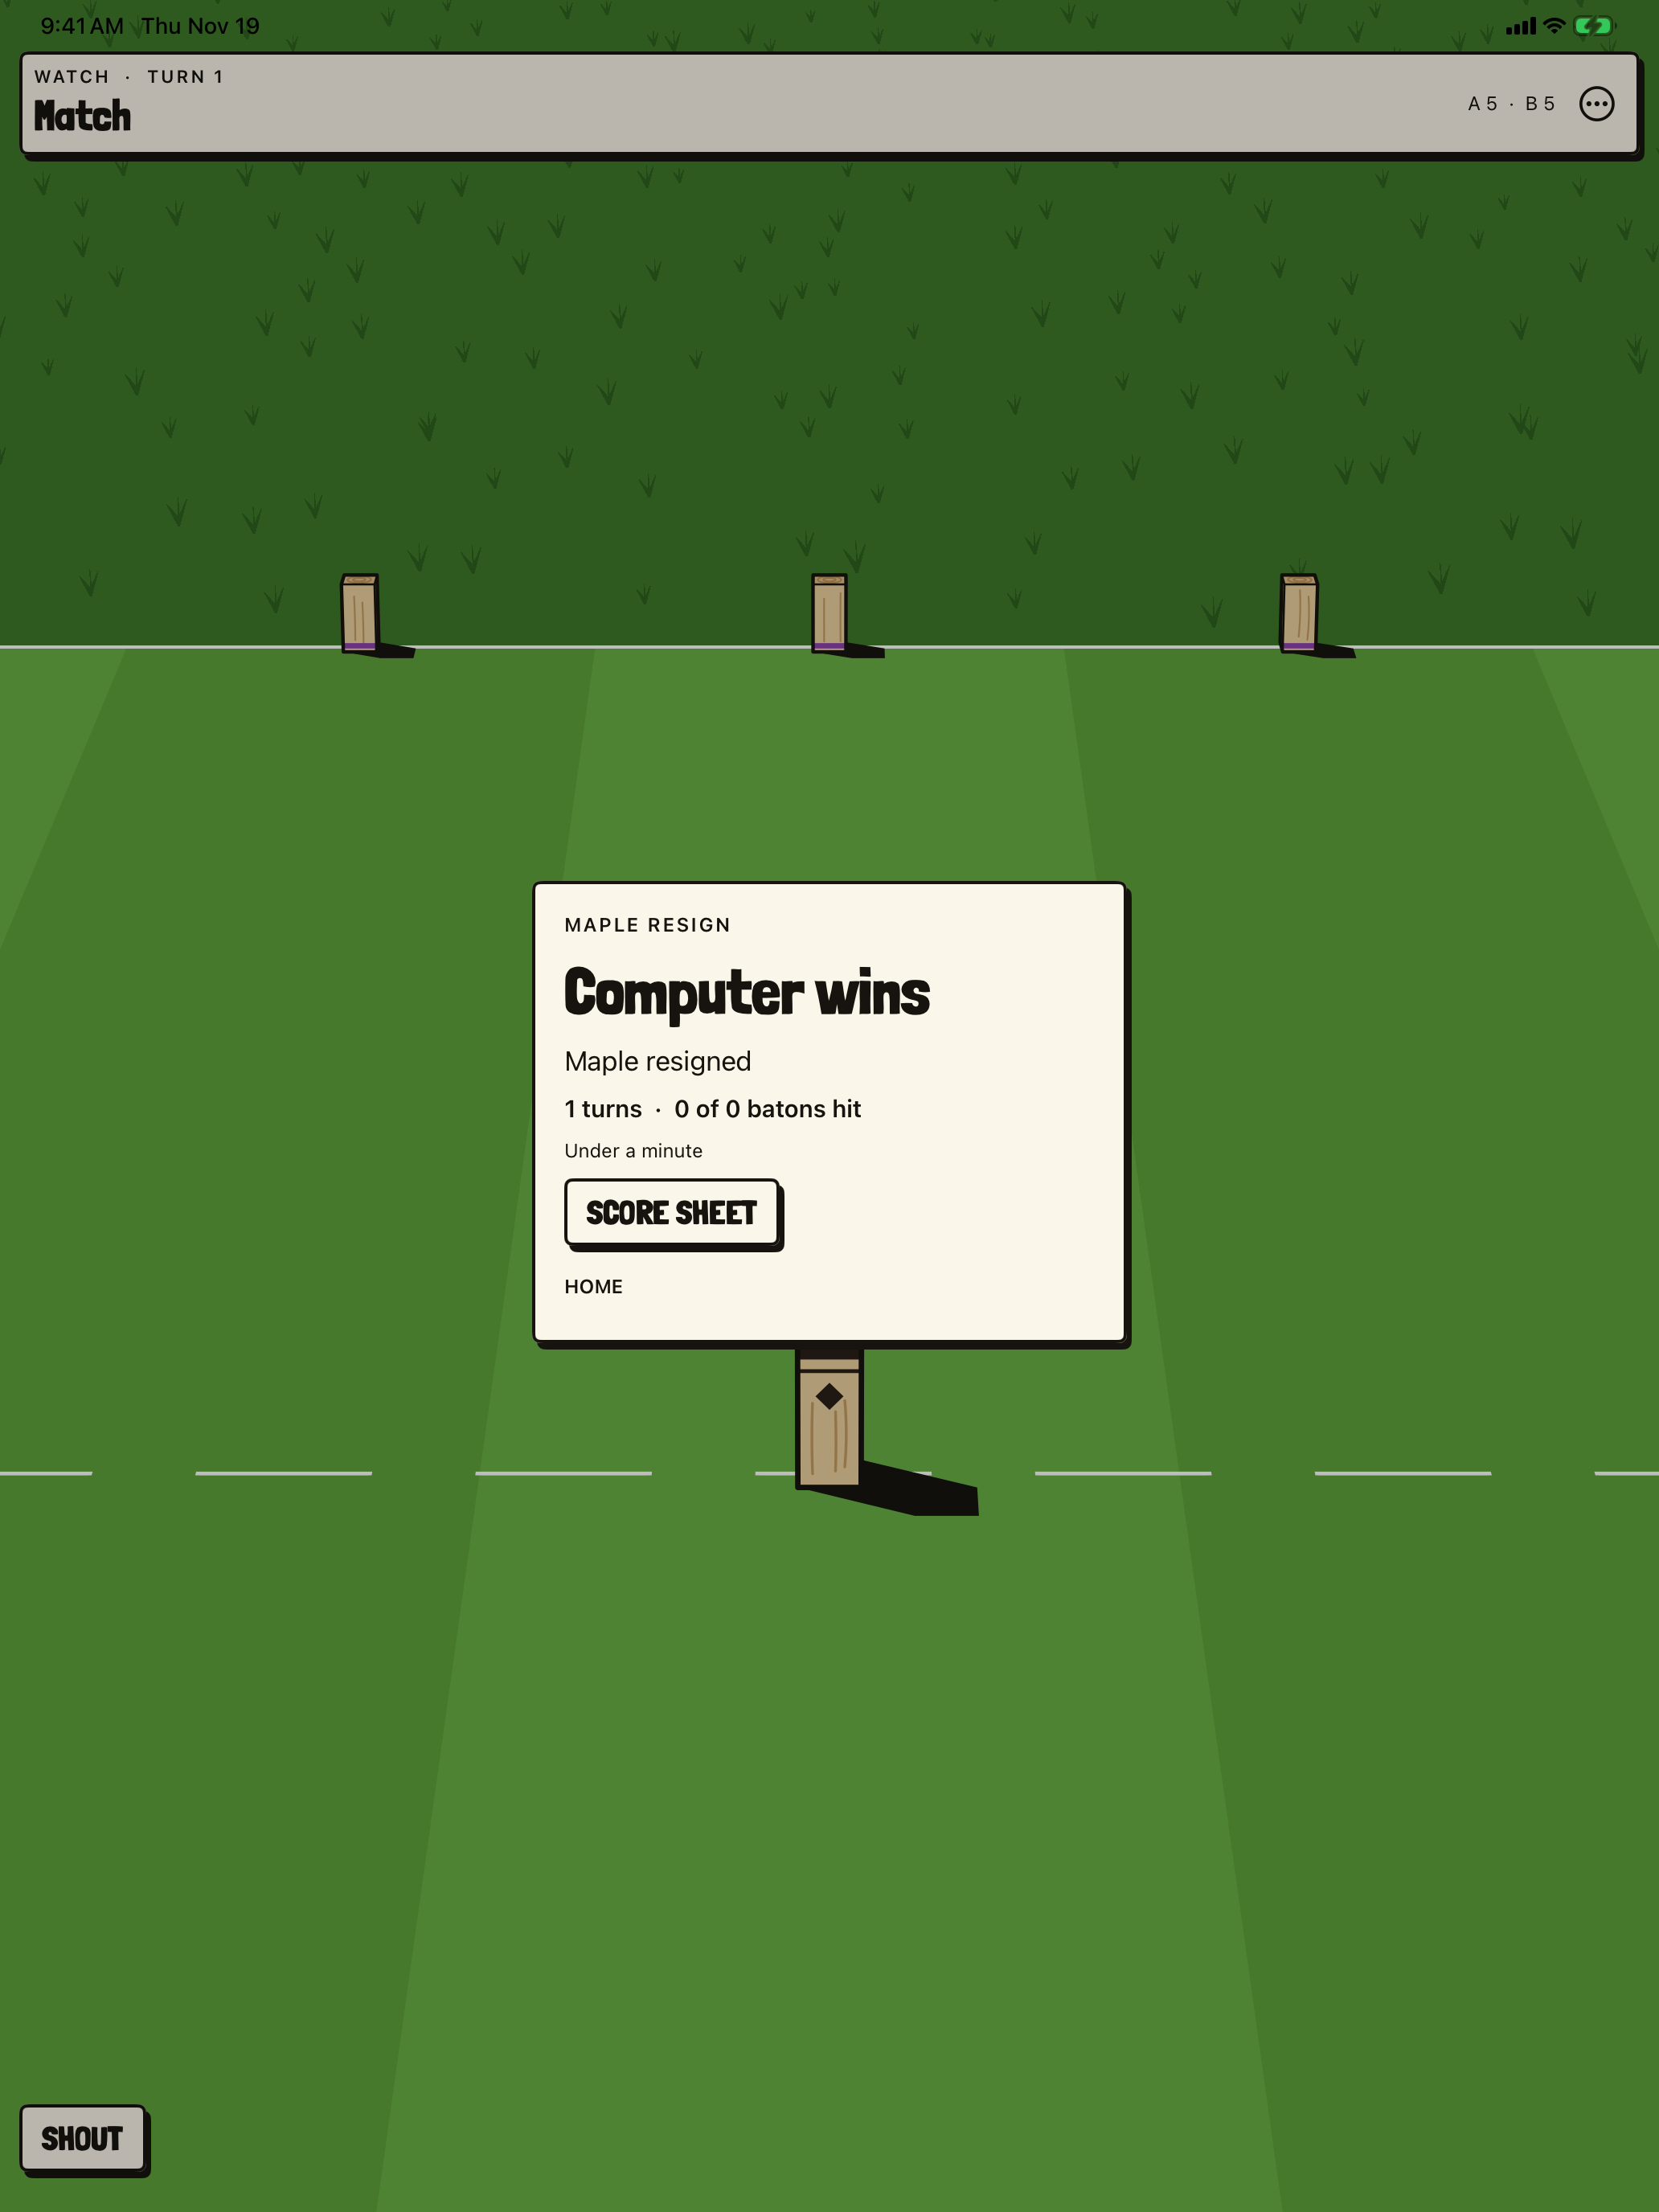 9:41 AM Thu Nov 19
WATCH · TURN 1
Match
A 5 · B 5
MAPLE RESIGN
Computer wins
Maple resigned
1 turns · 0 of 0 batons hit
Under a minute
SCORE SHEET
HOME
SHOUT